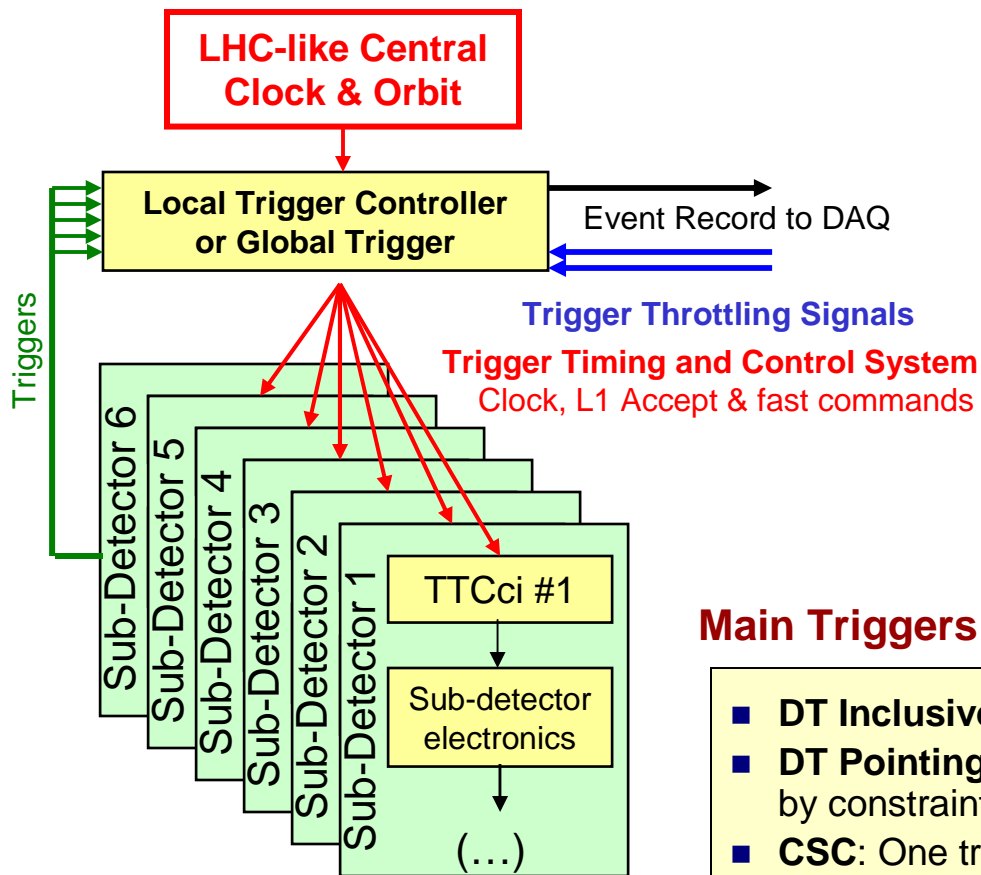 LHC-like Central
Clock & Orbit
Local Trigger Controller
or Global Trigger
Event Record to DAQ
Triggers
Trigger Throttling Signals
Trigger Timing and Control System
Clock, L1 Accept & fast commands
Sub-Detector 6
Sub-Detector 5
Sub-Detector 4
Sub-Detector 3
Sub-Detector 2
Sub-Detector 1
TTCci #1
Sub-detector
electronics
(...)
Main Triggers
■ DT Inclusive
■ DT Pointing
by constraint
■ CSC: One tr